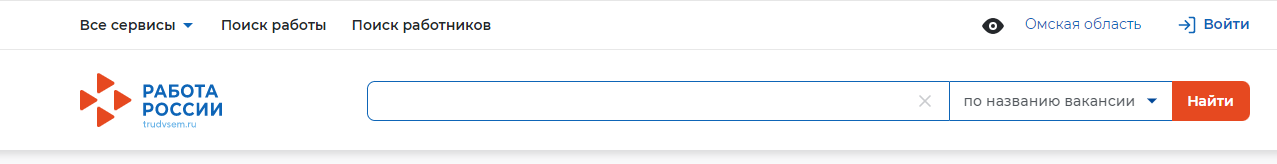 Все сервисы Поиск работы Поиск работников Омская область Войти
РАБОТА
РОССИИ
trudvsem.ru
по названию вакансии Найти